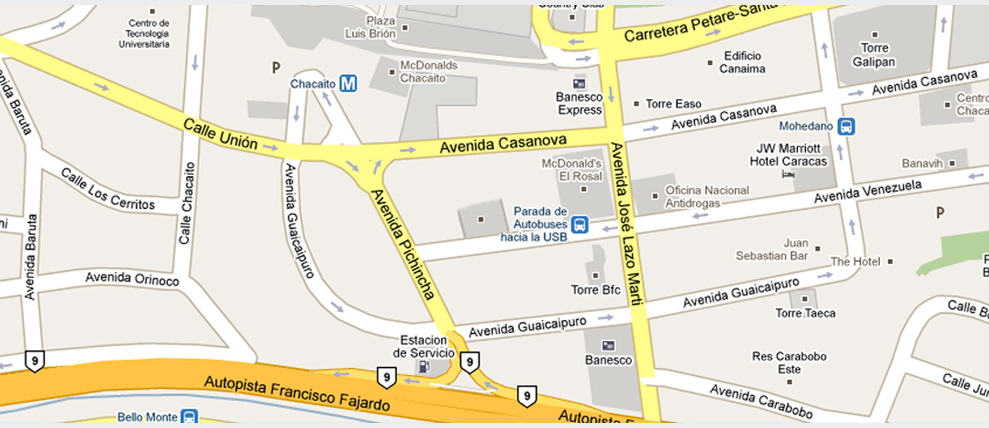 Country Club
Carretera Petare-Santa
Centro de
Tecnologia
Universitaria
Plaza
Luis Brión
Edificio
Canaima
Torre
Galipan
McDonalds
Chacaito
P
Chacaito M
Banesco
Express
Torre Easo
Avenida Casanova
Avenida Casanova
Centro
Chaca
Mohedano
Calle Unión
Avenida Casanova
enida Baruta
JW Marriott
Hotel Caracas
McDonald's
El Rosal
Banavih
Calle Los Cerritos
Calle Chacaito
Avenida Guaicaipuro
Avenida Pichincha
Avenida José Lazo Marti
Oficina Nacional
Antidrogas
Avenida Venezuela
P
Parada de
Autobuses
hacia la USB
ni
Avenida Baruta
Juan
Sebastian Bar
The Hotel
Avenida Orinoco
Torre Bfc
Avenida Guaicaipuro
Torre Taeca
Calle B
Avenida Guaicaipuro
Estacion
de Servicio
Banesco
Res Carabobo
Este
9
9
9
9
Autopista Francisco Fajardo
Avenida Carabobo
Calle Jun
Bello Monte
Autopista F